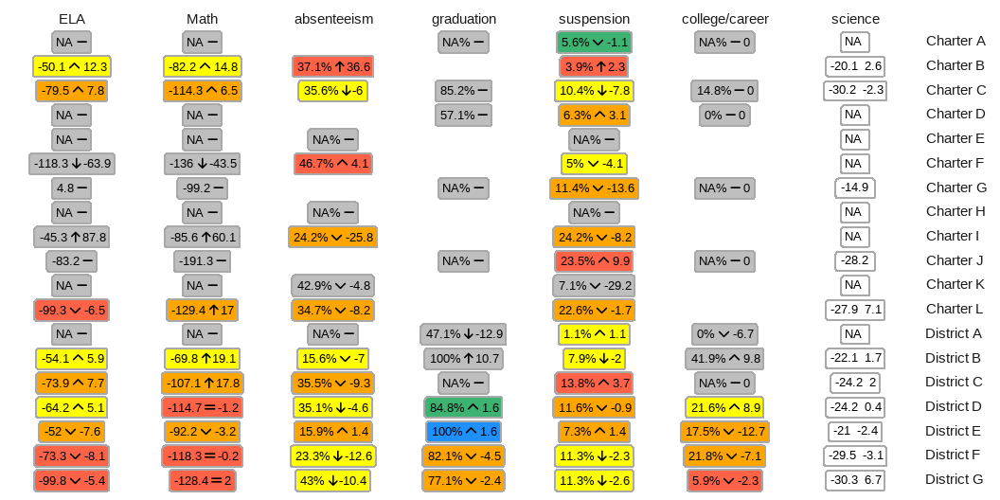 ELA Math absenteeism graduation suspension college/career science
NA – NA – NA% – 5.6% ⌄ -1.1 NA% – 0 NA Charter A
-50.1 ^ 12.3 -82.2 ^ 14.8 37.1% ↑ 36.6 3.9% ↑ 2.3 -20.1 2.6 Charter B
-79.5 ^ 7.8 -114.3 ^ 6.5 35.6% ↓ -6 85.2% – 10.4% ↓ -7.8 14.8% – 0 -30.2 -2.3 Charter C
NA – NA – 57.1% – 6.3% ^ 3.1 0% – 0 NA Charter D
NA – NA – NA% – NA% – NA Charter E
-118.3 ↓ -63.9 -136 ↓ -43.5 46.7% ^ 4.1 5% ⌄ -4.1 NA Charter F
4.8 – -99.2 – NA% – 11.4% ⌄ -13.6 NA% – 0 -14.9 Charter G
NA – NA – NA% – NA% – NA Charter H
-45.3 ↑ 87.8 -85.6 ↑ 60.1 24.2% ⌄ -25.8 24.2% ⌄ -8.2 NA Charter I
-83.2 – -191.3 – NA% – 23.5% ^ 9.9 NA% – 0 -28.2 Charter J
NA – NA – 42.9% ⌄ -4.8 7.1% ⌄ -29.2 NA Charter K
-99.3 ⌄ -6.5 -129.4 ↑ 17 34.7% ⌄ -8.2 22.6% ⌄ -1.7 -27.9 7.1 Charter L
NA – NA – NA% – 47.1% ↓ -12.9 1.1% ^ 1.1 0% ⌄ -6.7 NA District A
-54.1 ^ 5.9 -69.8 ↑ 19.1 15.6% ⌄ -7 100% ↑ 10.7 7.9% ↓ -2 41.9% ^ 9.8 -22.1 1.7 District B
-73.9 ^ 7.7 -107.1 ↑ 17.8 35.5% ⌄ -9.3 NA% – 13.8% ^ 3.7 NA% – 0 -24.2 2 District C
-64.2 ^ 5.1 -114.7 = -1.2 35.1% ↓ -4.6 84.8% ^ 1.6 11.6% ⌄ -0.9 21.6% ^ 8.9 -24.2 0.4 District D
-52 ⌄ -7.6 -92.2 ⌄ -3.2 15.9% ^ 1.4 100% ^ 1.6 7.3% ^ 1.4 17.5% ⌄ -12.7 -21 -2.4 District E
-73.3 ⌄ -8.1 -118.3 = -0.2 23.3% ↓ -12.6 82.1% ⌄ -4.5 11.3% ↓ -2.3 21.8% ⌄ -7.1 -29.5 -3.1 District F
-99.8 ⌄ -5.4 -128.4 = 2 43% ↓ -10.4 77.1% ⌄ -2.4 11.3% ↓ -2.6 5.9% ⌄ -2.3 -30.3 6.7 District G